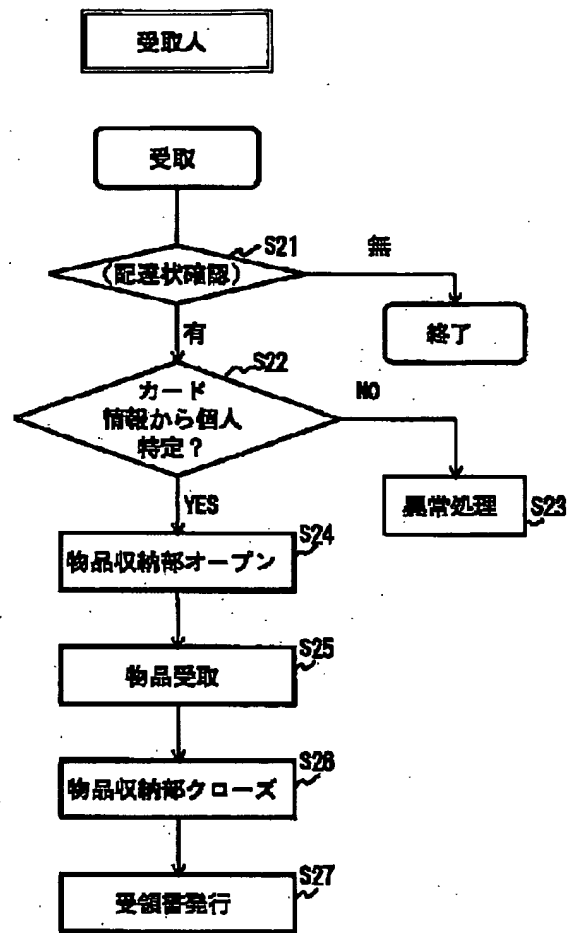 受取人
受取
S21
(配達状確認)
無
終了
有
S22
カード
情報から個人
特定?
NO
異常処理
S23
YES
S24
物品収納部オープン
S25
物品受取
S26
物品収納部クローズ
S27
受領書発行